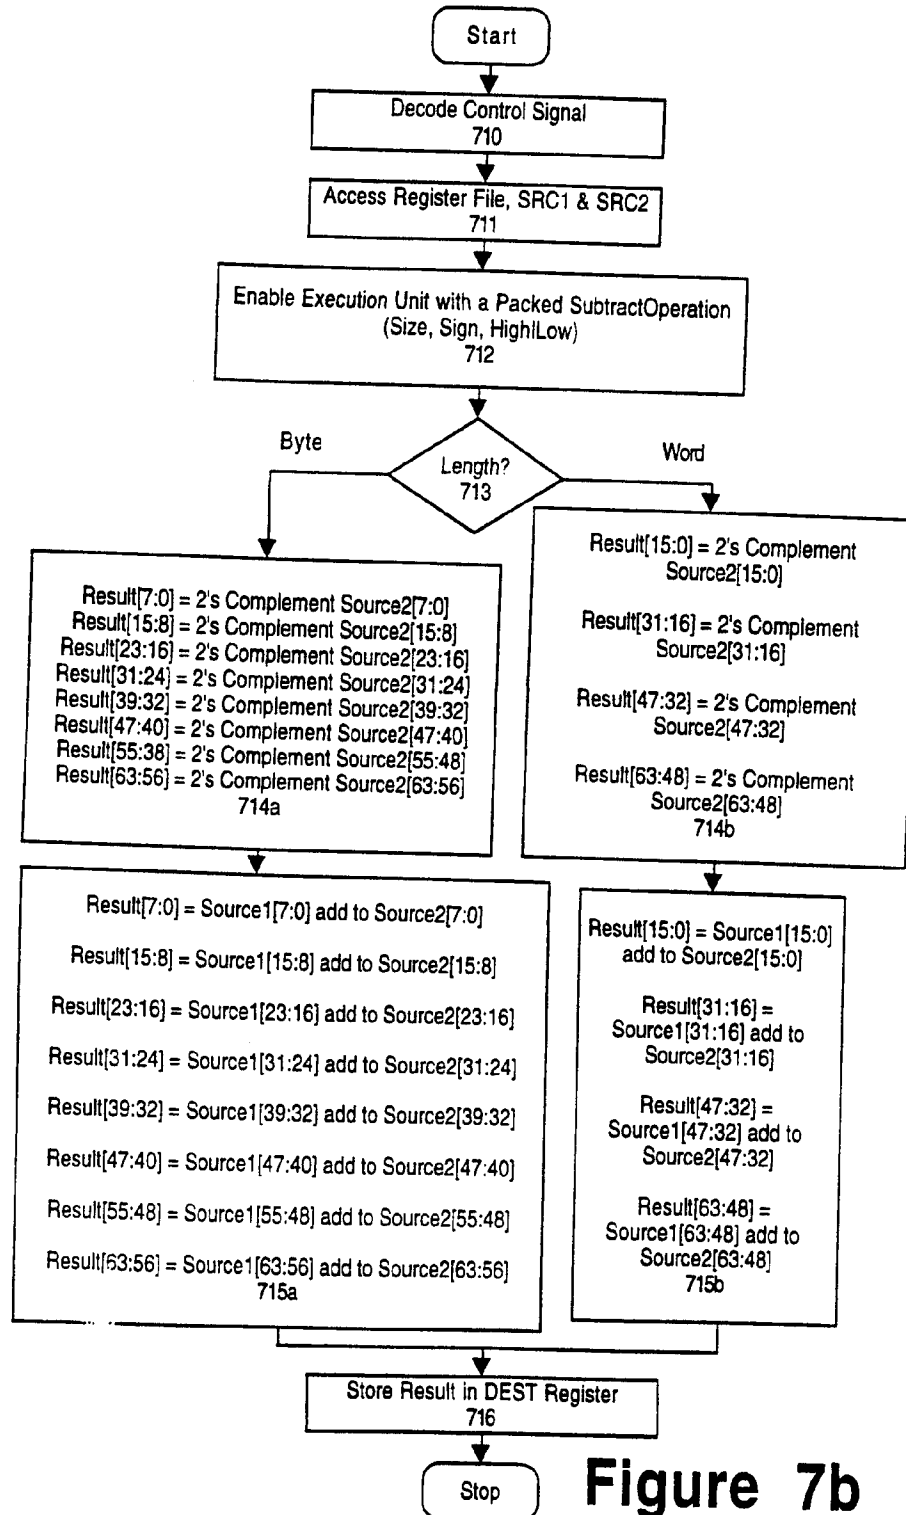 Start
Decode Control Signal
710
Access Register File, SRC1 & SRC2
711
Enable Execution Unit with a Packed SubtractOperation
(Size, Sign, High|Low)
712
Byte
Length?
713
Word
Result[7:0] = 2's Complement Source2[7:0]
Result[15:8] = 2's Complement Source2[15:8]
Result[23:16] = 2's Complement Source2[23:16]
Result[31:24] = 2's Complement Source2[31:24]
Result[39:32] = 2's Complement Source2[39:32]
Result[47:40] = 2's Complement Source2[47:40]
Result[55:38] = 2's Complement Source2[55:48]
Result[63:56] = 2's Complement Source2[63:56]
714a
Result[15:0] = 2's Complement
Source2[15:0]
Result[31:16] = 2's Complement
Source2[31:16]
Result[47:32] = 2's Complement
Source2[47:32]
Result[63:48] = 2's Complement
Source2[63:48]
714b
Result[7:0] = Source1[7:0] add to Source2[7:0]
Result[15:8] = Source1[15:8] add to Source2[15:8]
Result[23:16] = Source1[23:16] add to Source2[23:16]
Result[31:24] = Source1[31:24] add to Source2[31:24]
Result[39:32] = Source1[39:32] add to Source2[39:32]
Result[47:40] = Source1[47:40] add to Source2[47:40]
Result[55:48] = Source1[55:48] add to Source2[55:48]
Result[63:56] = Source1[63:56] add to Source2[63:56]
715a
Result[15:0] = Source1[15:0]
add to Source2[15:0]
Result[31:16] =
Source1[31:16] add to
Source2[31:16]
Result[47:32] =
Source1[47:32] add to
Source2[47:32]
Result[63:48] =
Source1[63:48] add to
Source2[63:48]
715b
Store Result in DEST Register
716
Stop
Figure 7b